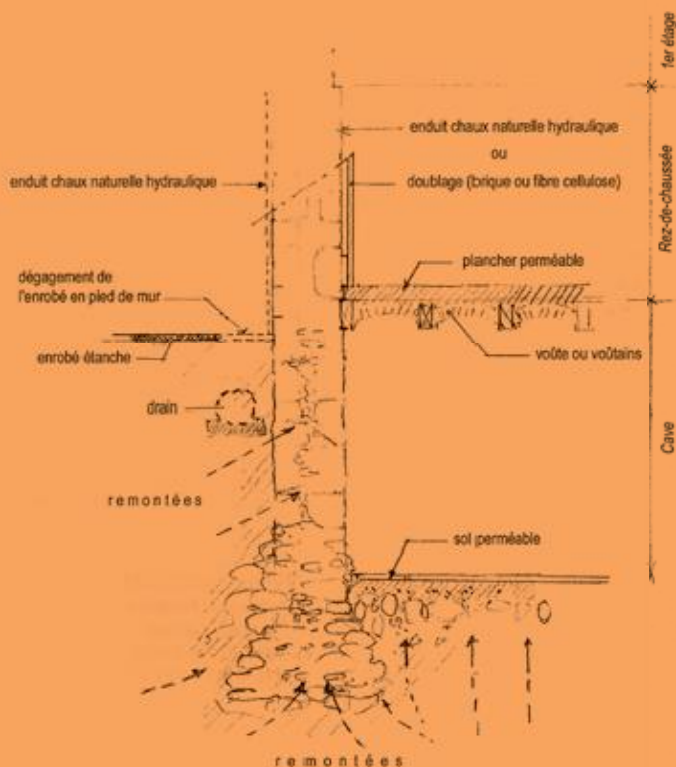 1er étage
enduit chaux naturelle hydraulique
ou
doublage (brique ou fibre cellulose)
enduit chaux naturelle hydraulique
Rez-de-chaussée
plancher perméable
dégagement de
l'enrobé en pied de mur
enrobé étanche
voûte ou voûtains
drain
Cave
remontées
sol perméable
remontées